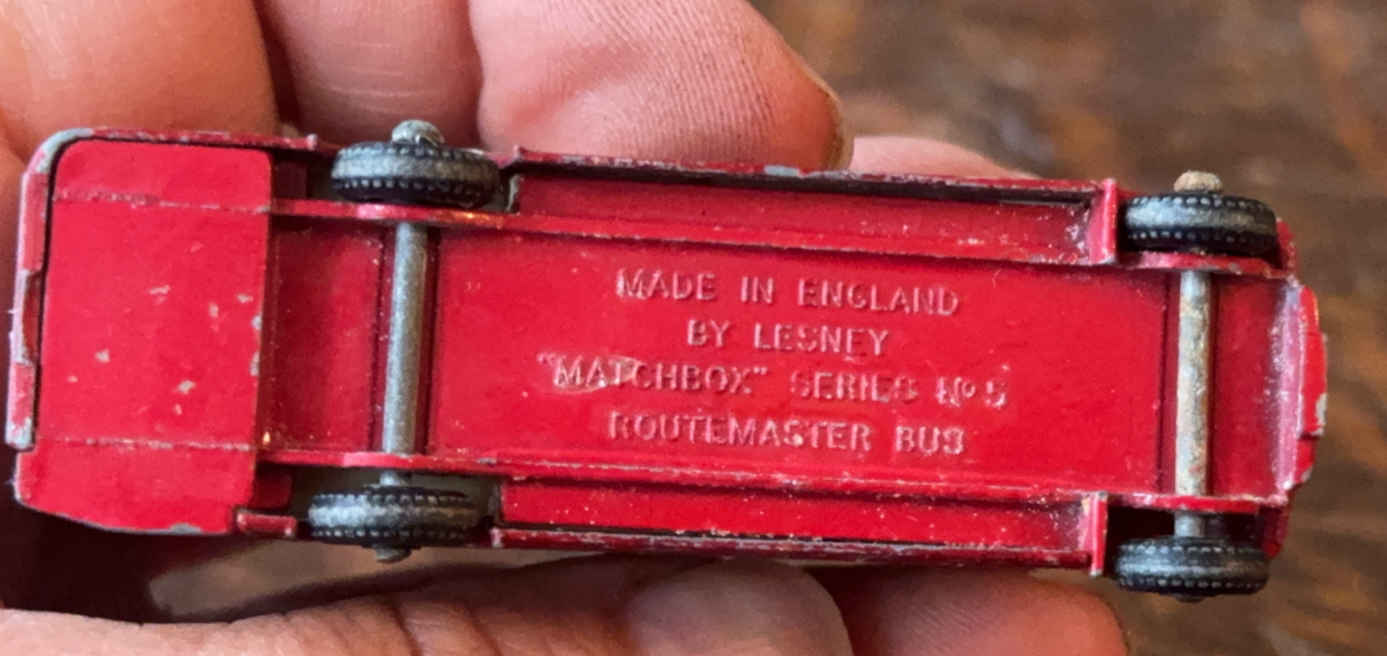 MADE IN ENGLAND
BY LESNEY
"MATCHBOX" SERIES Nº 5
ROUTEMASTER BUS